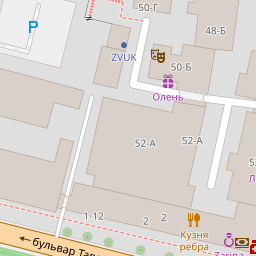 50-Г
48-Б
P
ZVUK
50-Б
Олень
52-А
52-А
1-12
2
2
Кузня
ребра
бульвар Тар
Zarina